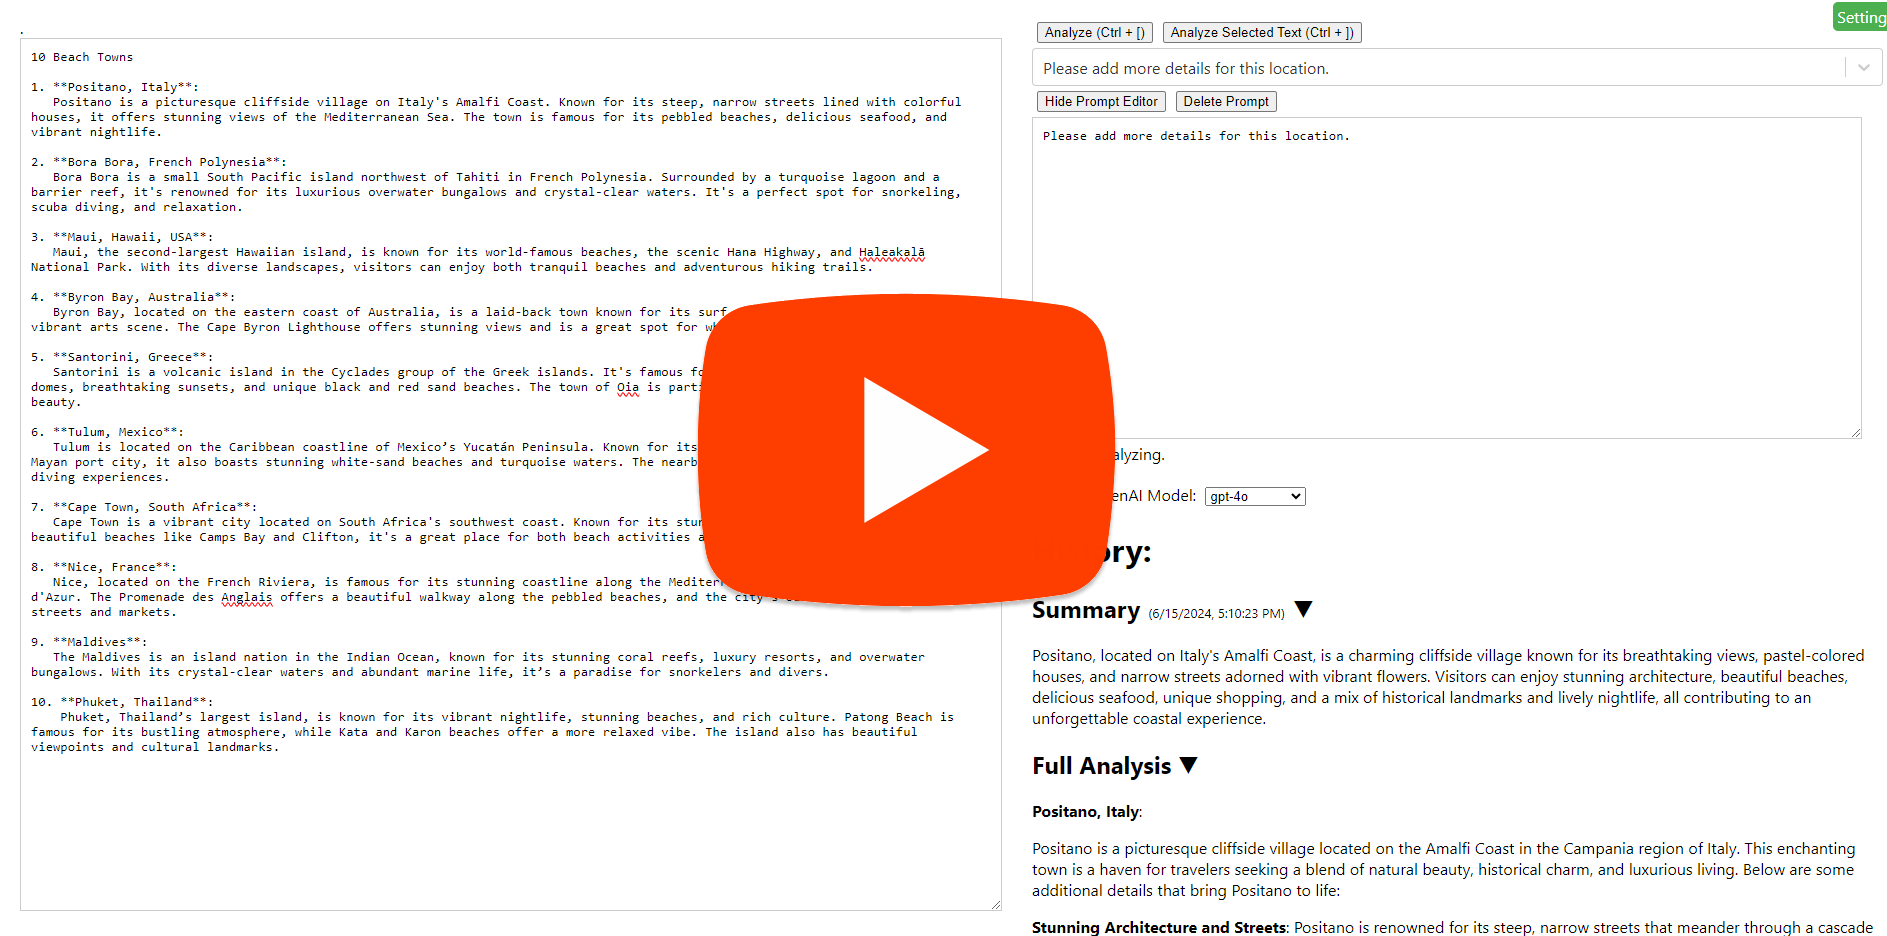 Setting
.
Analyze (Ctrl + [) Analyze Selected Text (Ctrl + ])
Please add more details for this location.
Hide Prompt Editor Delete Prompt
Please add more details for this location.
10 Beach Towns
1. **Positano, Italy**:
Positano is a picturesque cliffside village on Italy's Amalfi Coast. Known for its steep, narrow streets lined with colorful
houses, it offers stunning views of the Mediterranean Sea. The town is famous for its pebbled beaches, delicious seafood, and
vibrant nightlife.
2. **Bora Bora, French Polynesia**:
Bora Bora is a small South Pacific island northwest of Tahiti in French Polynesia. Surrounded by a turquoise lagoon and a
barrier reef, it's renowned for its luxurious overwater bungalows and crystal-clear waters. It's a perfect spot for snorkeling,
scuba diving, and relaxation.
3. **Maui, Hawaii, USA**:
Maui, the second-largest Hawaiian island, is known for its world-famous beaches, the scenic Hana Highway, and Haleakalā
National Park. With its diverse landscapes, visitors can enjoy both tranquil beaches and adventurous hiking trails.
4. **Byron Bay, Australia**:
Byron Bay, located on the eastern coast of Australia, is a laid-back town known for its surf
vibrant arts scene. The Cape Byron Lighthouse offers stunning views and is a great spot for
5. **Santorini, Greece**:
Santorini is a volcanic island in the Cyclades group of the Greek islands. It's famous
domes, breathtaking sunsets, and unique black and red sand beaches. The town of Oia is
beauty.
6. **Tulum, Mexico**:
Tulum is located on the Caribbean coastline of Mexico’s Yucatán Peninsula. Known for its
Mayan port city, it also boasts stunning white-sand beaches and turquoise waters. The
diving experiences.
7. **Cape Town, South Africa**:
Cape Town is a vibrant city located on South Africa's southwest coast. Known for its
beautiful beaches like Camps Bay and Clifton, it's a great place for both beach activities
8. **Nice, France**:
Nice, located on the French Riviera, is famous for its stunning coastline along the
d'Azur. The Promenade des Anglais offers a beautiful walkway along the pebbled beaches, and the
streets and markets.
9. **Maldives**:
The Maldives is an island nation in the Indian Ocean, known for its stunning coral reefs, luxury resorts, and overwater
bungalows. With its crystal-clear waters and abundant marine life, it’s a paradise for snorkelers and divers.
10. **Phuket, Thailand**:
Phuket, Thailand’s largest island, is known for its vibrant nightlife, stunning beaches, and rich culture. Patong Beach is
famous for its bustling atmosphere, while Kata and Karon beaches offer a more relaxed vibe. The island also has beautiful
viewpoints and cultural landmarks.
alyzing.
enAI Model: gpt-4o
ory:
Summary (6/15/2024, 5:10:23 PM) ▼
Positano, located on Italy's Amalfi Coast, is a charming cliffside village known for its breathtaking views, pastel-colored
houses, and narrow streets adorned with vibrant flowers. Visitors can enjoy stunning architecture, beautiful beaches,
delicious seafood, unique shopping, and a mix of historical landmarks and lively nightlife, all contributing to an
unforgettable coastal experience.
Full Analysis ▼
Positano, Italy:
Positano is a picturesque cliffside village located on the Amalfi Coast in the Campania region of Italy. This enchanting
town is a haven for travelers seeking a blend of natural beauty, historical charm, and luxurious living. Below are some
additional details that bring Positano to life:
Stunning Architecture and Streets: Positano is renowned for its steep, narrow streets that meander through a cascade